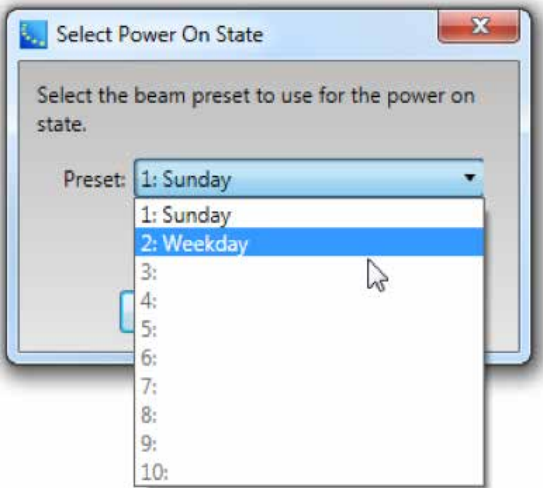 Select Power On State
Select the beam preset to use for the power on
state.
Preset: 1: Sunday
1: Sunday
2: Weekday
3:
4:
5:
6:
7:
8:
9:
10: